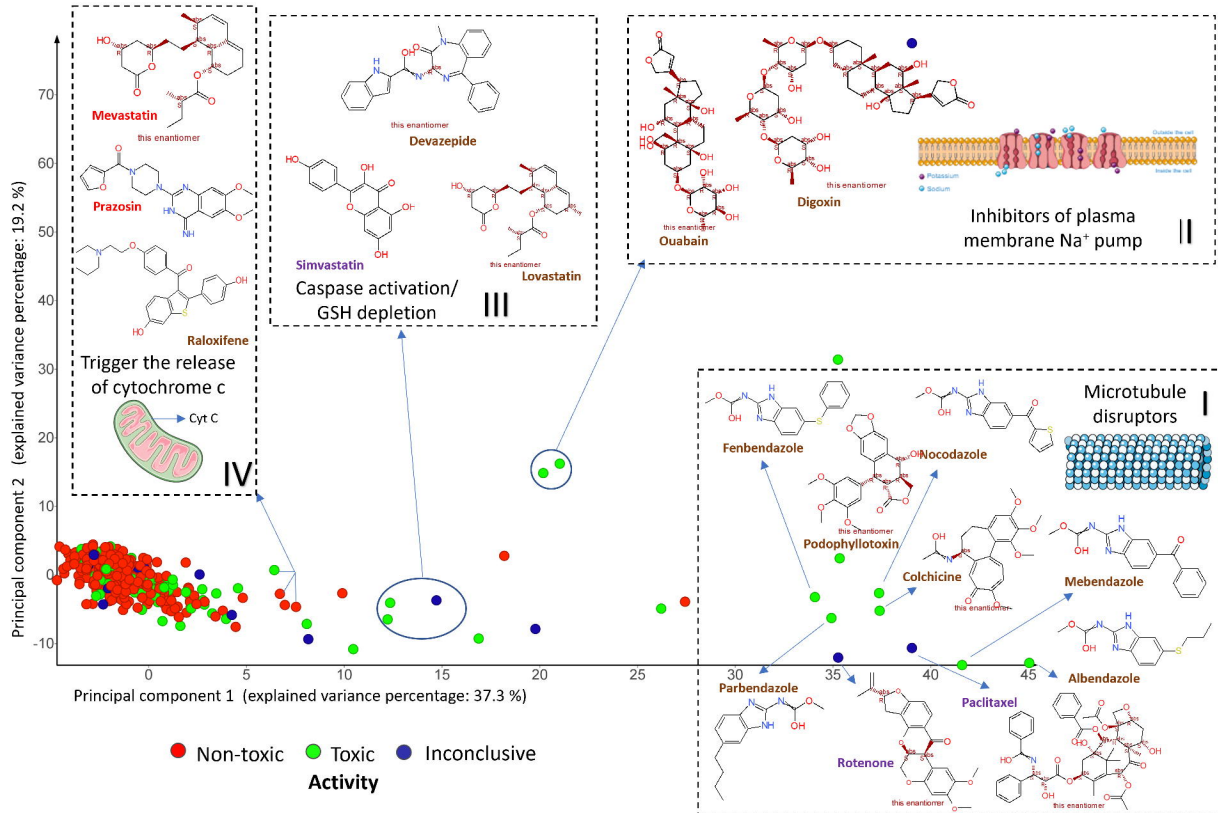 Mevastatin
this enantiomer
Prazosin
Raloxifene
Trigger the release
of cytochrome c
Cyt C
IV
this enantiomer
Devazepide
Simvastatin
this enantiomer
Lovastatin
Caspase activation/
GSH depletion
III
this enantiomer
Ouabain
this enantiomer
Digoxin
Outside the cell
Inside the cell
Potassium
Sodium
Inhibitors of plasma
membrane Na⁺ pump
II
Microtubule
disruptors
I
Fenbendazole
Nocodazole
this enantiomer
Podophyllotoxin
Colchicine
this enantiomer
Mebendazole
Albendazole
Parbendazole
Paclitaxel
Rotenone
this enantiomer
this enantiomer
Principal component 2 (explained variance percentage: 19.2 %)
70
60
50
40
30
20
10
0
-10
0
5
10
15
20
25
30
35
40
45
Principal component 1 (explained variance percentage: 37.3 %)
Non-toxic
Toxic
Inconclusive
Activity